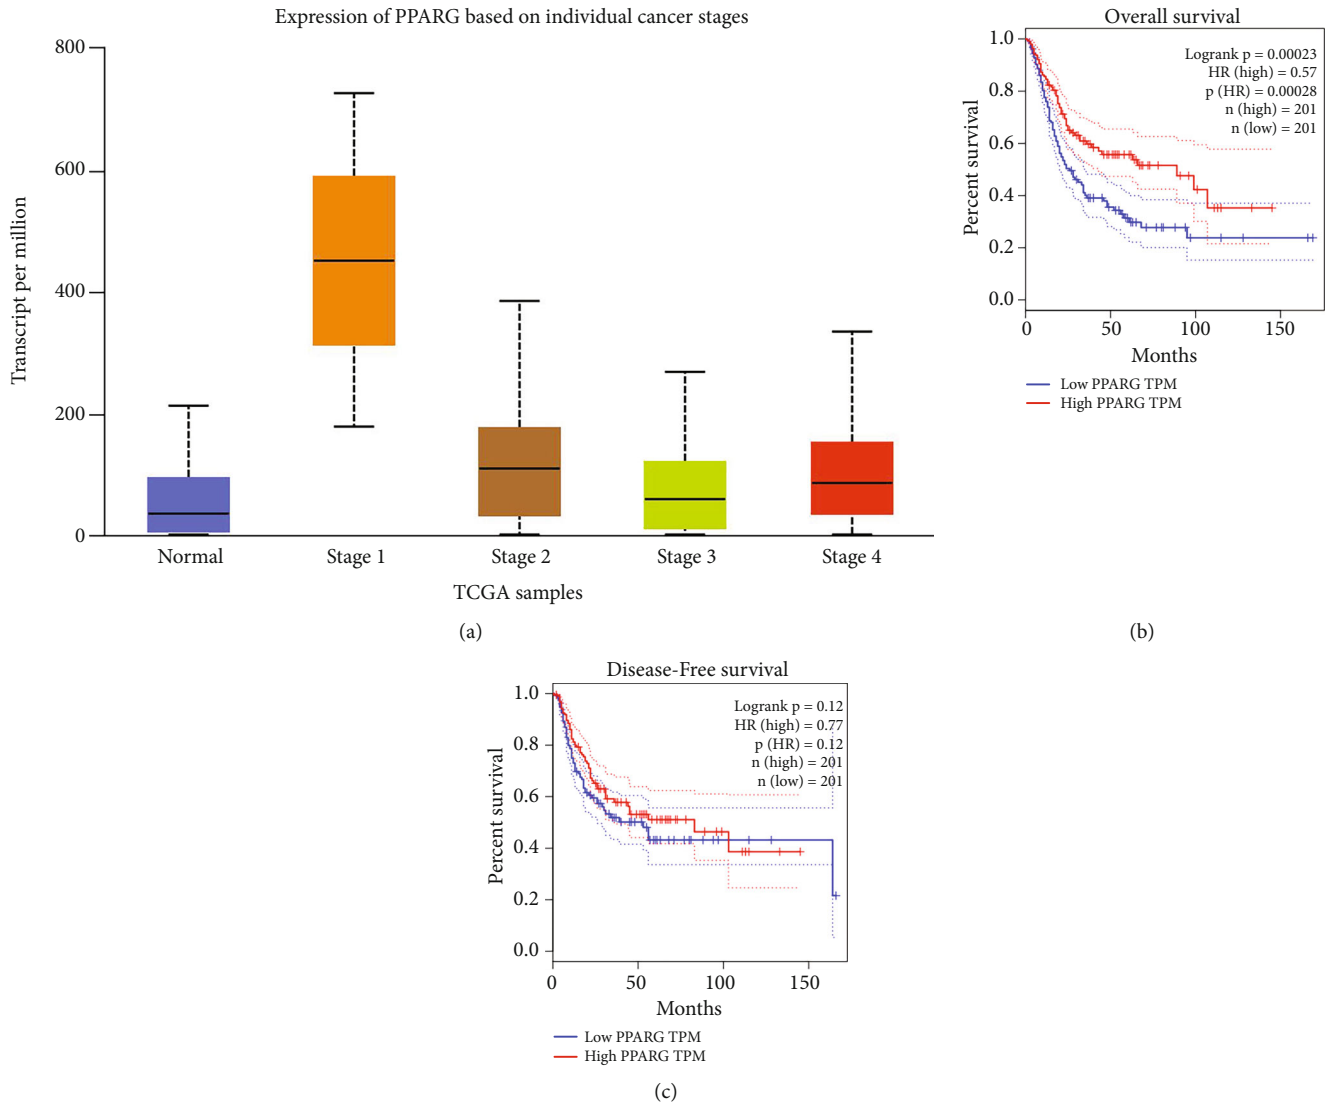 Expression of PPARG based on individual cancer stages
800
600
400
200
0
Transcript per million
Normal
Stage 1
Stage 2
Stage 3
Stage 4
TCGA samples
(a)
Overall survival
1.0
0.8
0.6
0.4
0.2
0.0
Percent survival
Logrank p = 0.00023
HR (high) = 0.57
p (HR) = 0.00028
n (high) = 201
n (low) = 201
0
50
100
150
Months
Low PPARG TPM
High PPARG TPM
(b)
Disease-Free survival
1.0
0.8
0.6
0.4
0.2
0.0
Percent survival
Logrank p = 0.12
HR (high) = 0.77
p (HR) = 0.12
n (high) = 201
n (low) = 201
0
50
100
150
Months
Low PPARG TPM
High PPARG TPM
(c)